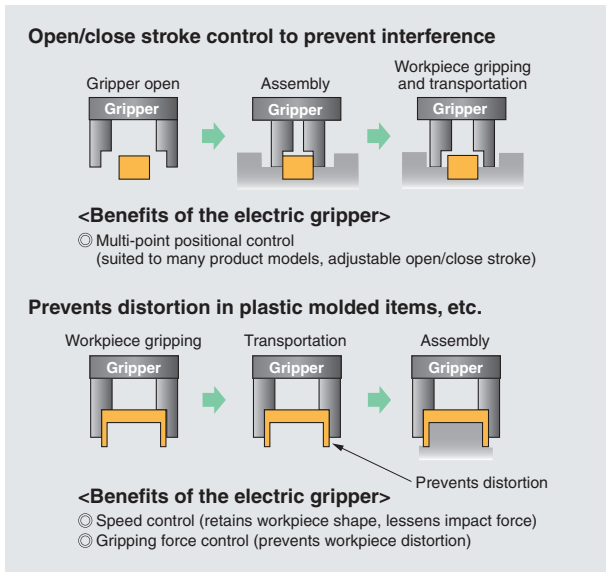 Open/close stroke control to prevent interference
Gripper open
Assembly
Workpiece gripping
and transportation
Gripper
Gripper
Gripper
<Benefits of the electric gripper>
◎ Multi-point positional control
(suited to many product models, adjustable open/close stroke)
Prevents distortion in plastic molded items, etc.
Workpiece gripping
Transportation
Assembly
Gripper
Gripper
Gripper
Prevents distortion
<Benefits of the electric gripper>
◎ Speed control (retains workpiece shape, lessens impact force)
◎ Gripping force control (prevents workpiece distortion)